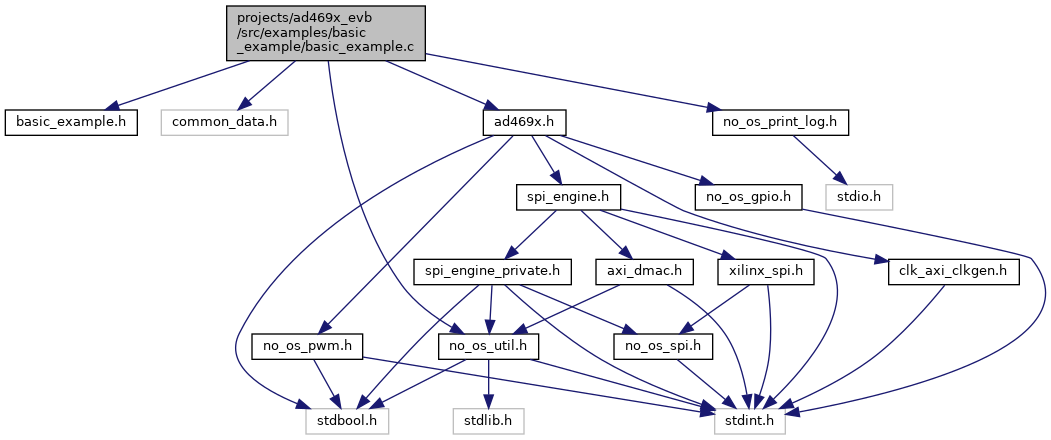 projects/ad469x_evb
/src/examples/basic
_example/basic_example.c
basic_example.h
common_data.h
ad469x.h
no_os_print_log.h
spi_engine.h
no_os_gpio.h
stdio.h
spi_engine_private.h
axi_dmac.h
xilinx_spi.h
clk_axi_clkgen.h
no_os_pwm.h
no_os_util.h
no_os_spi.h
stdbool.h
stdlib.h
stdint.h